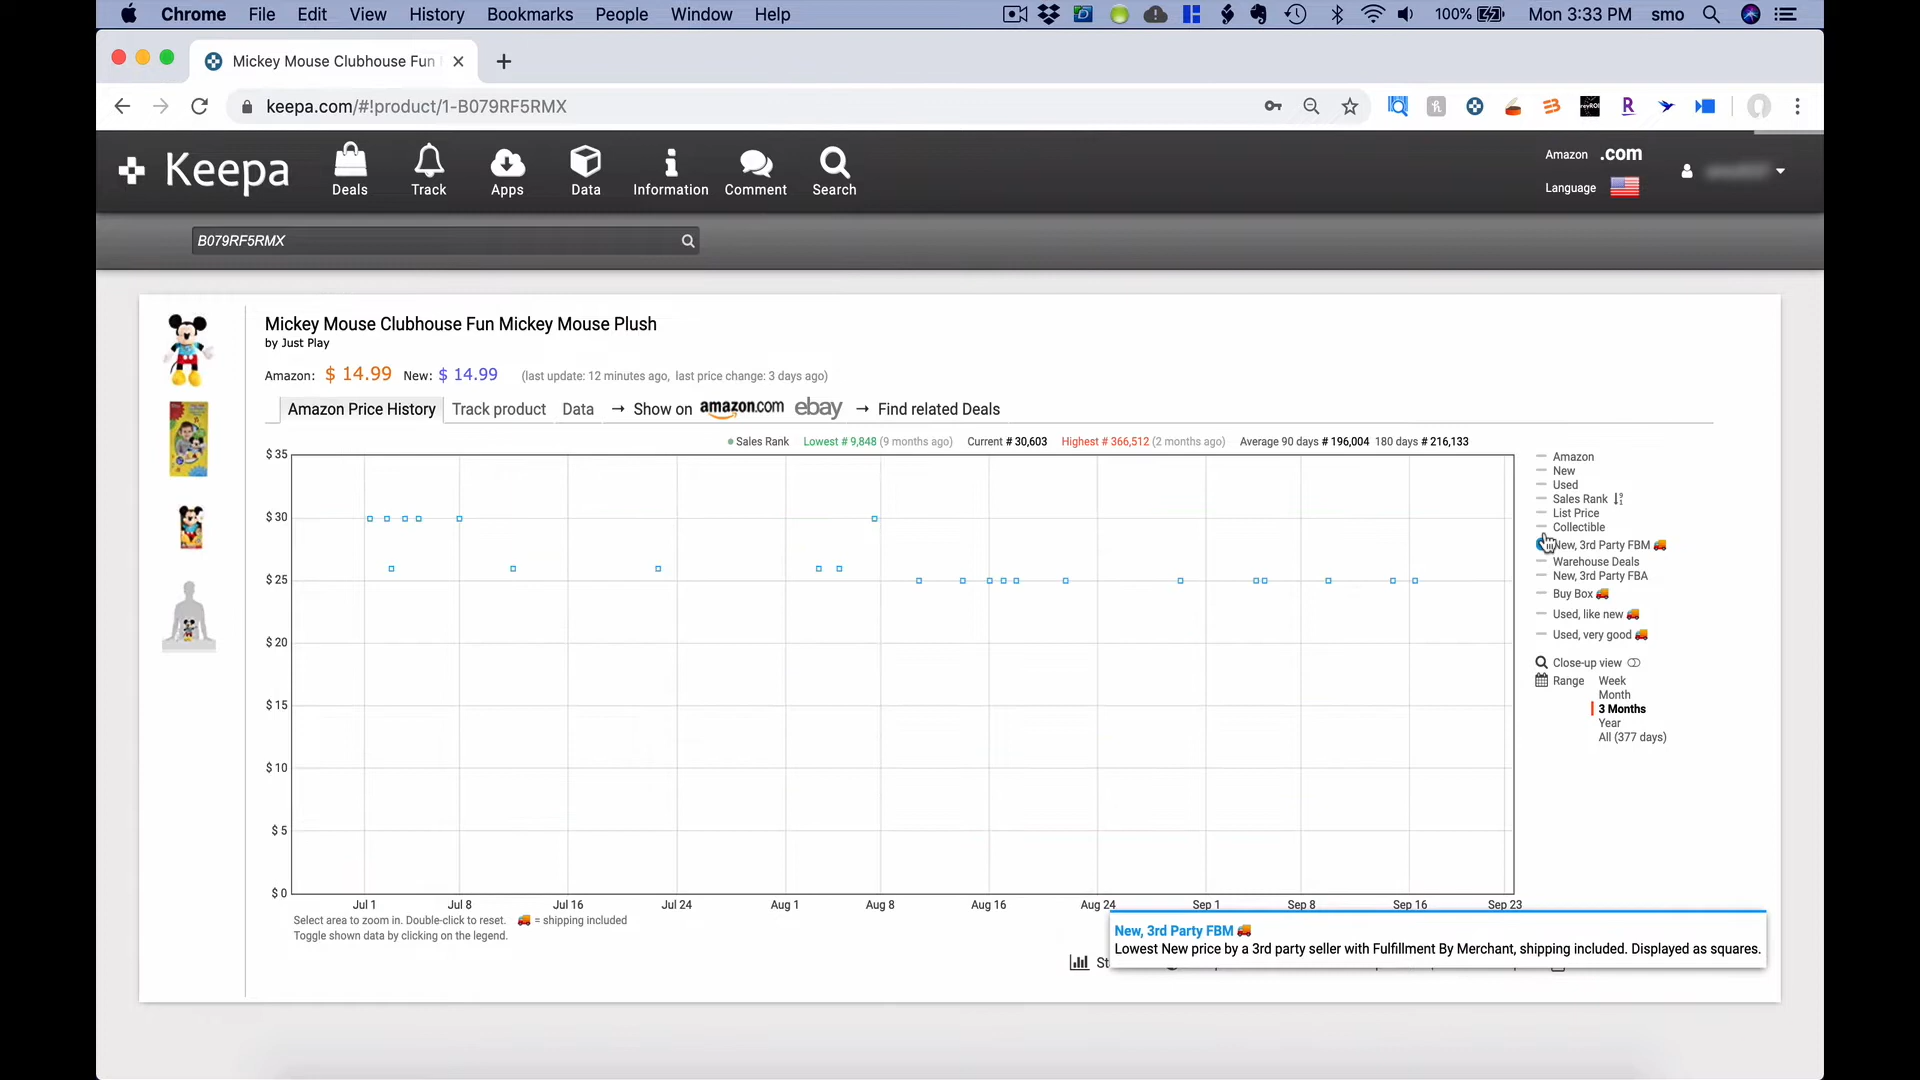 Chrome File Edit View History Bookmarks People Window Help 100% Mon 3:33 PM smo
Mickey Mouse Clubhouse Fun
keepa.com/#!product/1-B079RF5RMX
Keepa
Deals Track Apps Data Information Comment Search
Amazon .com
Language
B079RF5RMX
Mickey Mouse Clubhouse Fun Mickey Mouse Plush
by Just Play
Amazon: $ 14.99 New: $ 14.99 (last update: 12 minutes ago, last price change: 3 days ago)
Amazon Price History Track product Data → Show on amazon.com ebay → Find related Deals
Sales Rank Lowest # 9,848 (9 months ago) Current # 30,603 Highest # 366,512 (2 months ago) Average 90 days # 196,004 180 days # 216,133
$ 35
$ 30
$ 25
$ 20
$ 15
$ 10
$ 5
$ 0
Jul 1 Jul 8 Jul 16 Jul 24 Aug 1 Aug 8 Aug 16 Aug 24 Sep 1 Sep 8 Sep 16 Sep 23
Amazon
New
Used
Sales Rank
List Price
Collectible
New, 3rd Party FBM
Warehouse Deals
New, 3rd Party FBA
Buy Box
Used, like new
Used, very good
Close-up view
Range Week
Month
3 Months
Year
All (377 days)
Select area to zoom in. Double-click to reset. = shipping included
Toggle shown data by clicking on the legend.
New, 3rd Party FBM
Lowest New price by a 3rd party seller with Fulfillment By Merchant, shipping included. Displayed as squares.